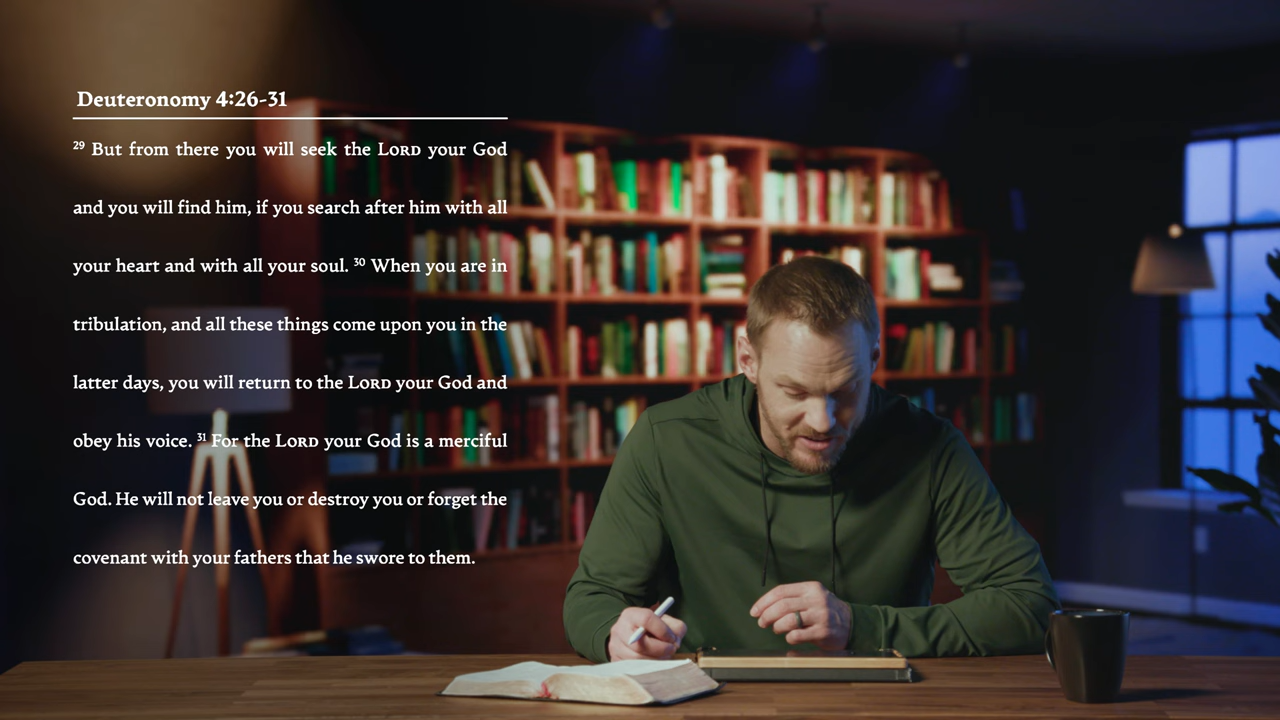 Deuteronomy 4:26-31
²⁹ But from there you will seek the LORD your God
and you will find him, if you search after him with all
your heart and with all your soul. ³⁰ When you are in
tribulation, and all these things come upon you in the
latter days, you will return to the LORD your God and
obey his voice. ³¹ For the LORD your God is a merciful
God. He will not leave you or destroy you or forget the
covenant with your fathers that he swore to them.